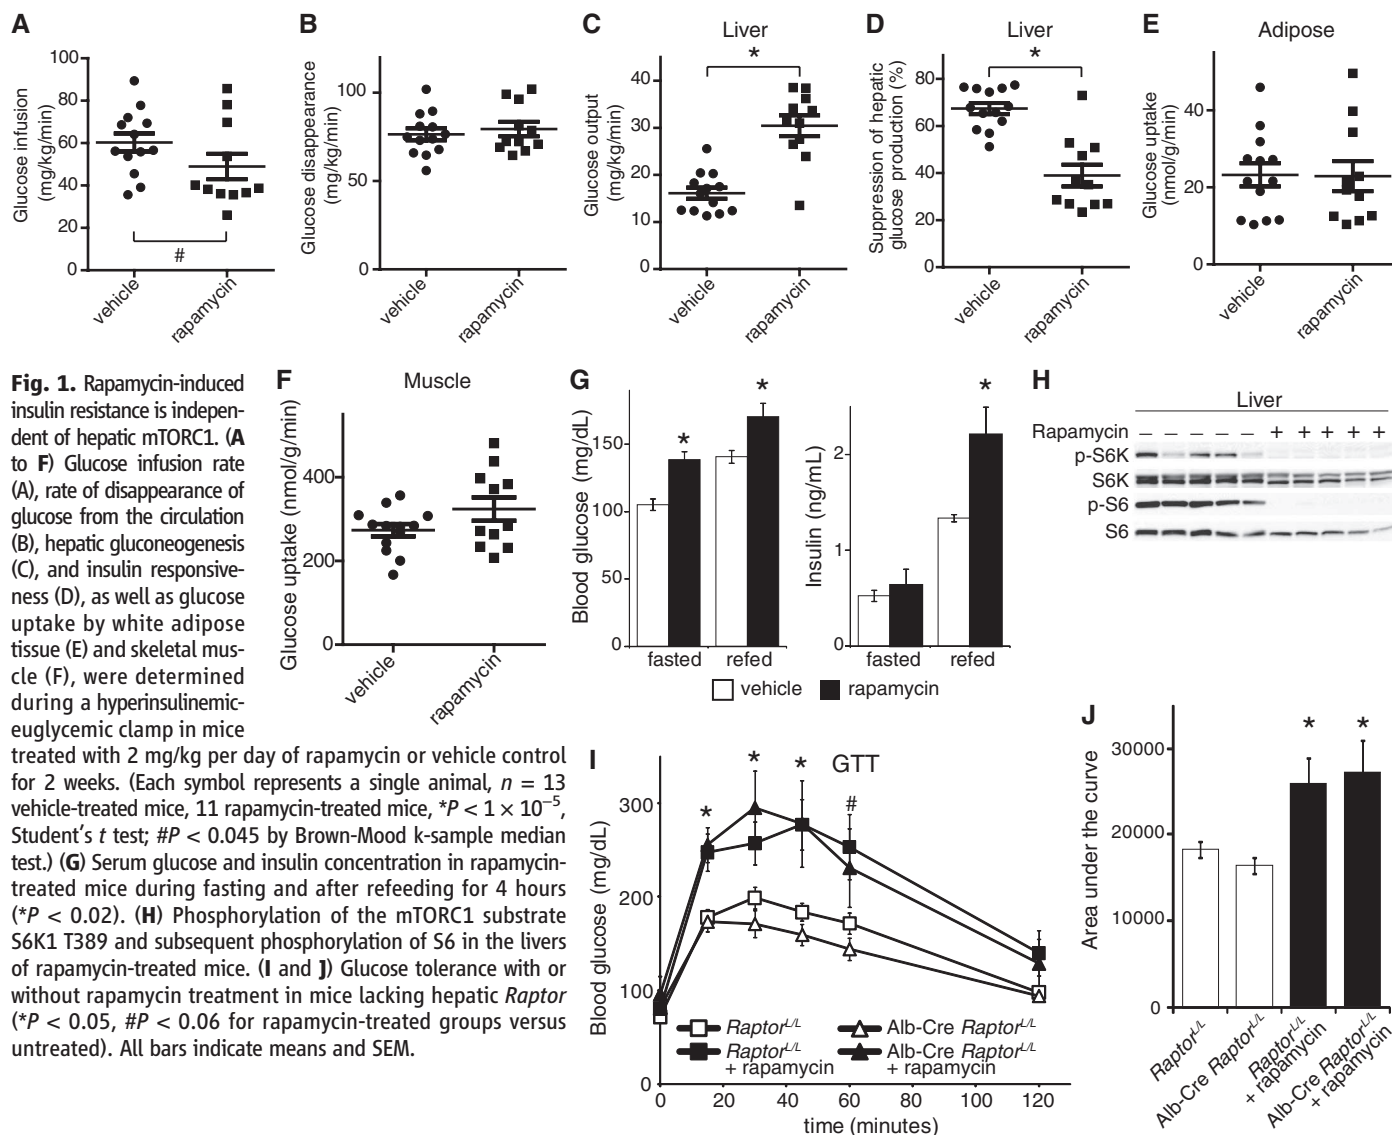 A
Glucose infusion
(mg/kg/min)
100
80
60
40
20
0
#
vehicle
rapamycin
B
Glucose disappearance
(mg/kg/min)
100
50
0
vehicle
rapamycin
C
Liver
*
Glucose output
(mg/kg/min)
40
30
20
10
0
vehicle
rapamycin
D
Liver
*
Suppression of hepatic
glucose production (%)
80
60
40
20
0
vehicle
rapamycin
E
Adipose
Glucose uptake
(nmol/g/min)
40
20
0
vehicle
rapamycin
Fig. 1. Rapamycin-induced
insulin resistance is indepen-
dent of hepatic mTORC1. (A
to F) Glucose infusion rate
(A), rate of disappearance of
glucose from the circulation
(B), hepatic gluconeogenesis
(C), and insulin responsive-
ness (D), as well as glucose
uptake by white adipose
tissue (E) and skeletal mus-
cle (F), were determined
during a hyperinsulinemic-
euglycemic clamp in mice
treated with 2 mg/kg per day of rapamycin or vehicle control
for 2 weeks. (Each symbol represents a single animal, n = 13
vehicle-treated mice, 11 rapamycin-treated mice, *P < 1 × 10⁻⁵,
Student's t test; #P < 0.045 by Brown-Mood k-sample median
test.) (G) Serum glucose and insulin concentration in rapamycin-
treated mice during fasting and after refeeding for 4 hours
(*P < 0.02). (H) Phosphorylation of the mTORC1 substrate
S6K1 T389 and subsequent phosphorylation of S6 in the livers
of rapamycin-treated mice. (I and J) Glucose tolerance with or
without rapamycin treatment in mice lacking hepatic Raptor
(*P < 0.05, #P < 0.06 for rapamycin-treated groups versus
untreated). All bars indicate means and SEM.
F
Muscle
Glucose uptake (nmol/g/min)
400
200
0
vehicle
rapamycin
G
Blood glucose (mg/dL)
150
100
50
0
*
*
fasted
refed
Insulin (ng/mL)
2
1
0
*
fasted
refed
vehicle
rapamycin
H
Liver
Rapamycin − − − − − + + + + +
p-S6K
S6K
p-S6
S6
I
GTT
* * * #
Blood glucose (mg/dL)
300
200
100
0
Raptor^L/L
Alb-Cre Raptor^L/L
Raptor^L/L
+ rapamycin
Alb-Cre Raptor^L/L
+ rapamycin
0 20 40 60 80 100 120
time (minutes)
J
* *
Area under the curve
30000
20000
10000
0
Raptor^L/L
Alb-Cre Raptor^L/L
Raptor^L/L
+ rapamycin
Alb-Cre Raptor^L/L
+ rapamycin